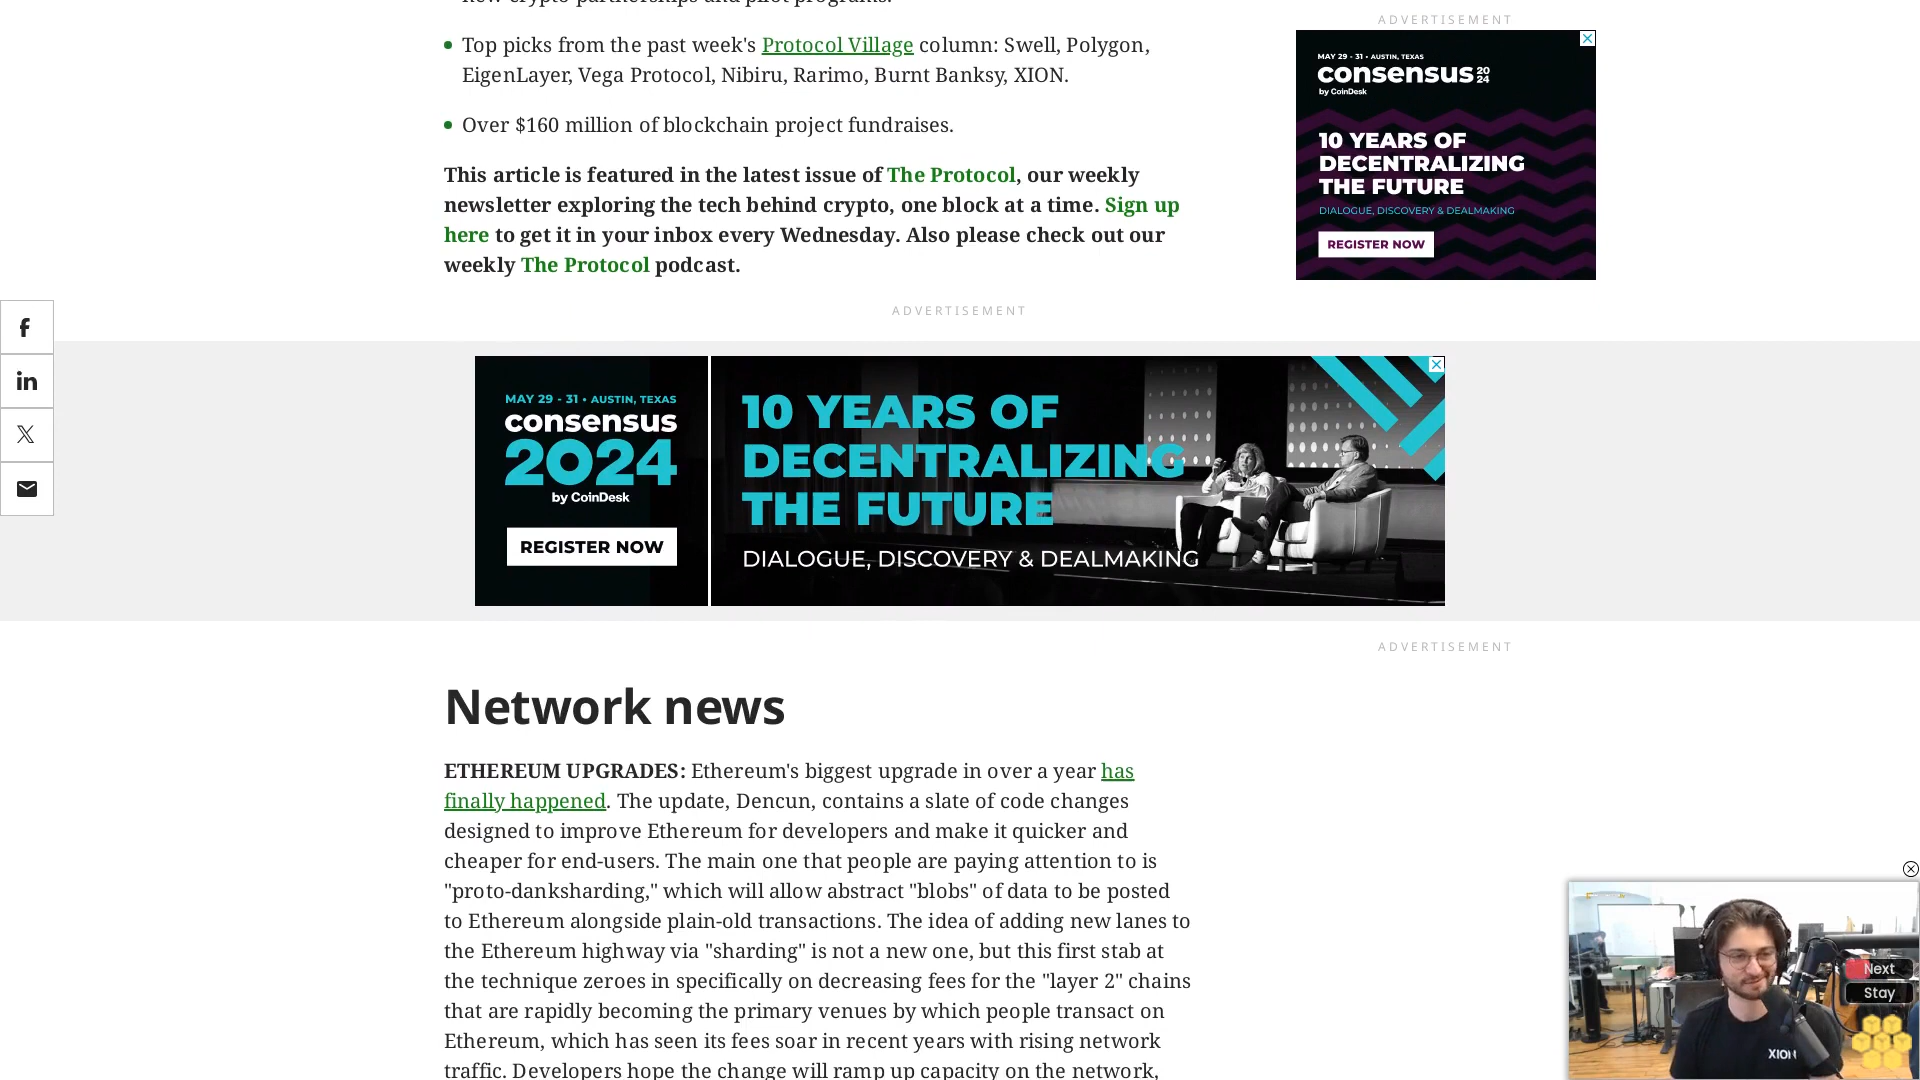 ADVERTISEMENT
Top picks from the past week's Protocol Village column: Swell, Polygon,
EigenLayer, Vega Protocol, Nibiru, Rarimo, Burnt Banksy, XION.
Over $160 million of blockchain project fundraises.
This article is featured in the latest issue of The Protocol, our weekly
newsletter exploring the tech behind crypto, one block at a time. Sign up
here to get it in your inbox every Wednesday. Also please check out our
weekly The Protocol podcast.
MAY 29 - 31 • AUSTIN, TEXAS
consensus 20
24
by CoinDesk
10 YEARS OF
DECENTRALIZING
THE FUTURE
DIALOGUE, DISCOVERY & DEALMAKING
REGISTER NOW
ADVERTISEMENT
f
in
X
MAY 29 - 31 • AUSTIN, TEXAS
consensus
2024
by CoinDesk
REGISTER NOW
10 YEARS OF
DECENTRALIZING
THE FUTURE
DIALOGUE, DISCOVERY & DEALMAKING
ADVERTISEMENT
Network news
ETHEREUM UPGRADES: Ethereum's biggest upgrade in over a year has
finally happened. The update, Dencun, contains a slate of code changes
designed to improve Ethereum for developers and make it quicker and
cheaper for end-users. The main one that people are paying attention to is
"proto-danksharding," which will allow abstract "blobs" of data to be posted
to Ethereum alongside plain-old transactions. The idea of adding new lanes to
the Ethereum highway via "sharding" is not a new one, but this first stab at
the technique zeroes in specifically on decreasing fees for the "layer 2" chains
that are rapidly becoming the primary venues by which people transact on
Ethereum, which has seen its fees soar in recent years with rising network
traffic. Developers hope the change will ramp up capacity on the network,
Next
Stay
XION